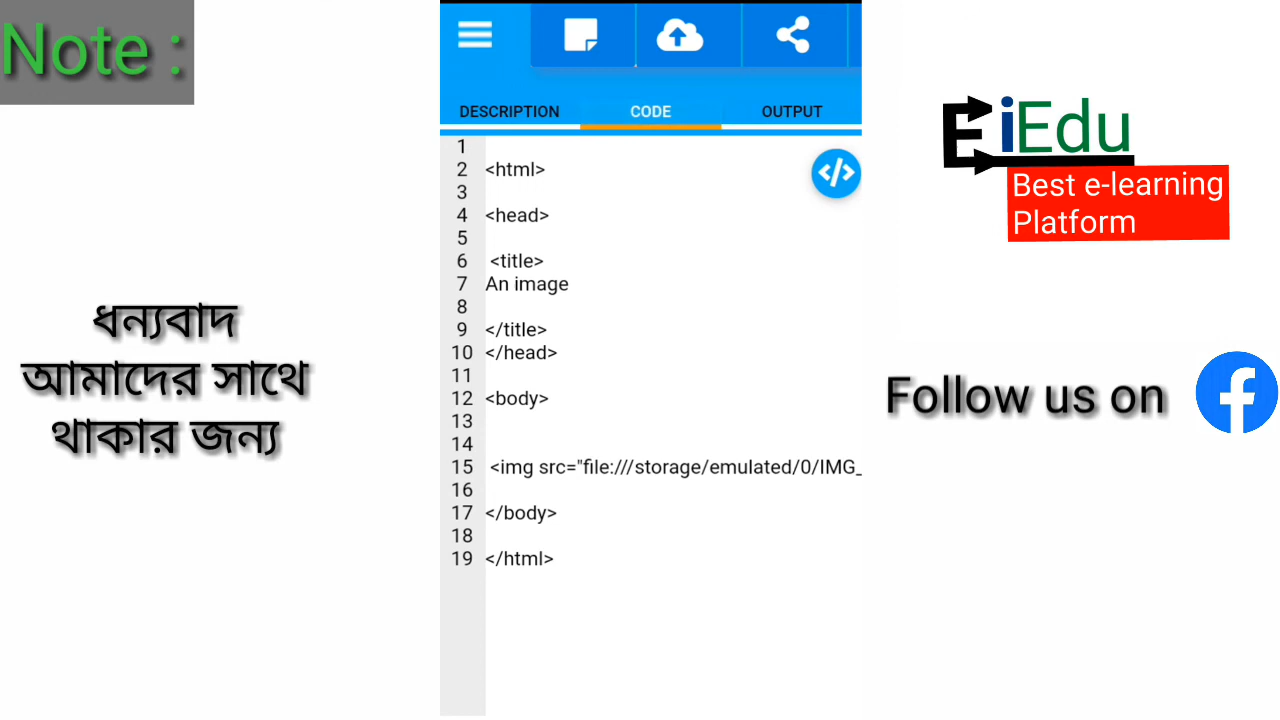 Note :
DESCRIPTION CODE OUTPUT
1
2 <html>
3
4 <head>
5
6 <title>
7 An image
8
9 </title>
10 </head>
11
12 <body>
13
14
15 <img src="file:///storage/emulated/0/IMG_
16
17 </body>
18
19 </html>
ধন্যবাদ
আমাদের সাথে
থাকার জন্য
E iEdu
Best e-learning
Platform
Follow us on